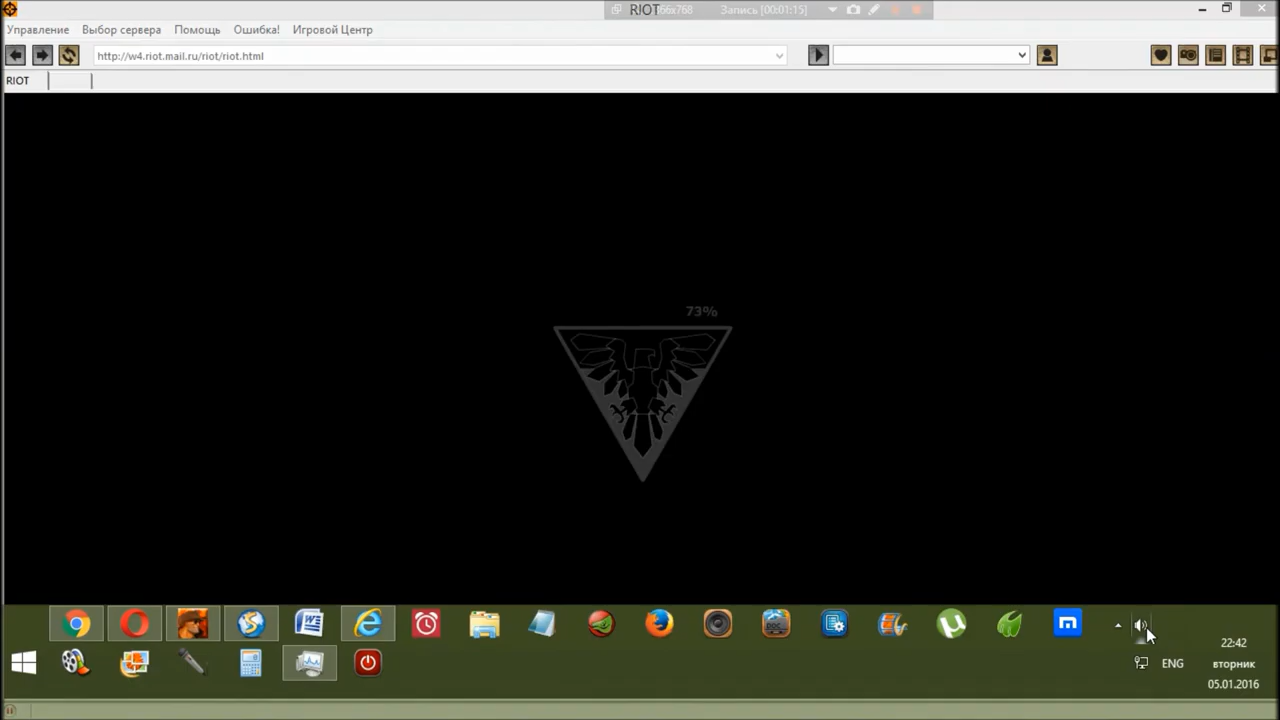 RIOT
66x768 Запись [00:01:15]
Управление Выбор сервера Помощь Ошибка! Игровой Центр
http://w4.riot.mail.ru/riot/riot.html
RIOT
73%
22:42
ENG вторник
05.01.2016